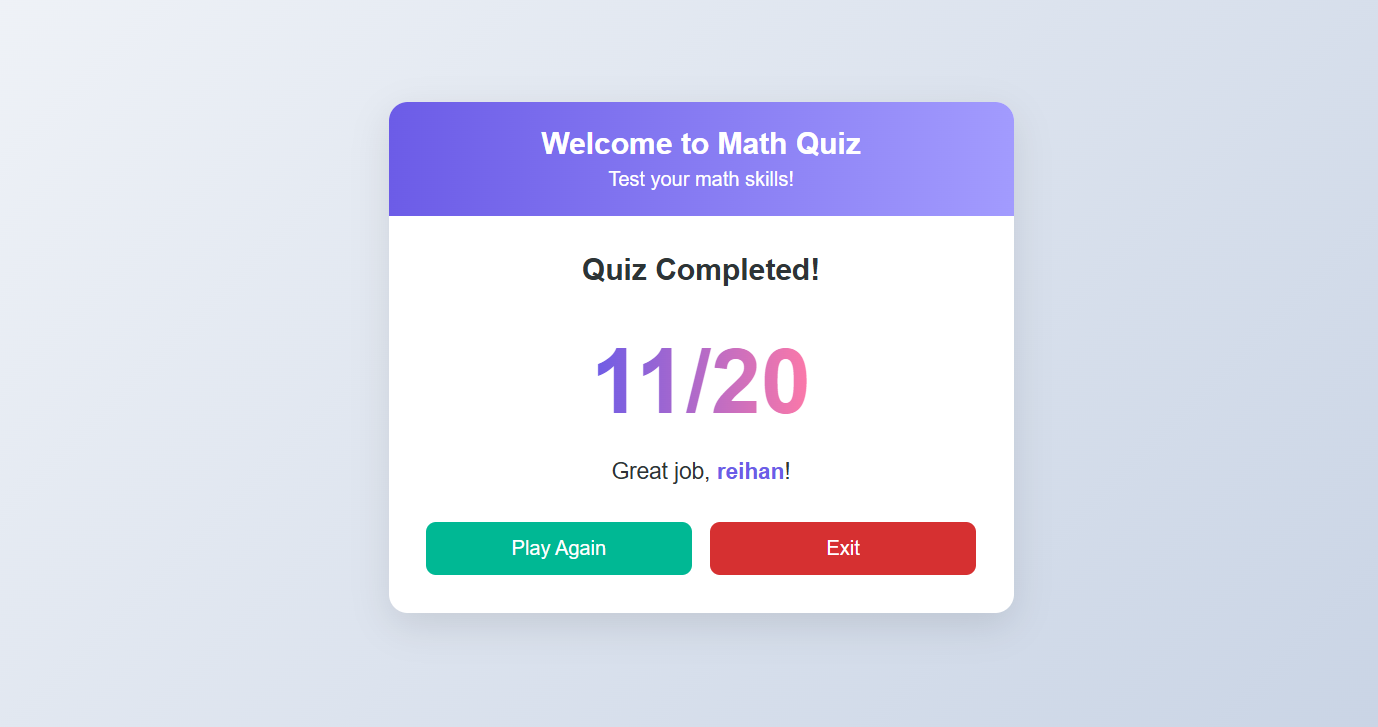 Welcome to Math Quiz
Test your math skills!
Quiz Completed!
11/20
Great job, reihan!
Play Again
Exit